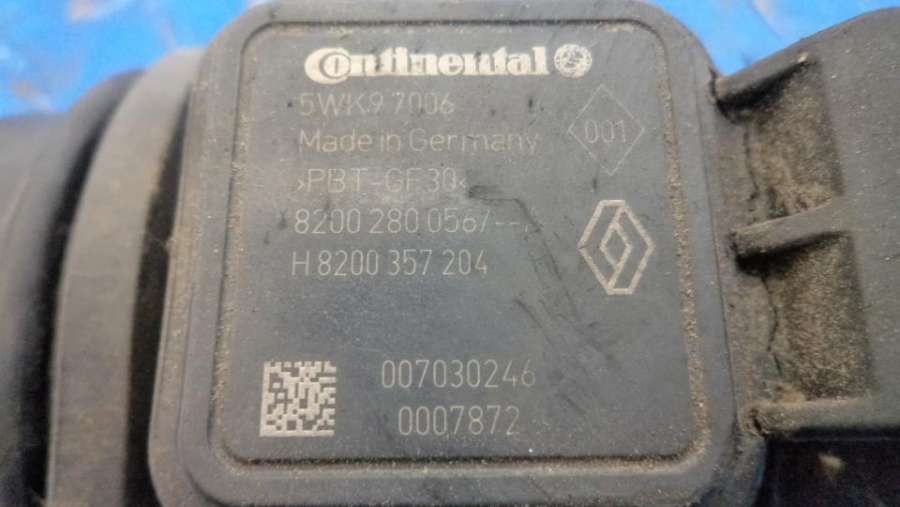 Continental
5WK9 7006
001
Made in Germany
>PBT-GF30<
8200 280 056/--
H 8200 357 204
007030246
0007872